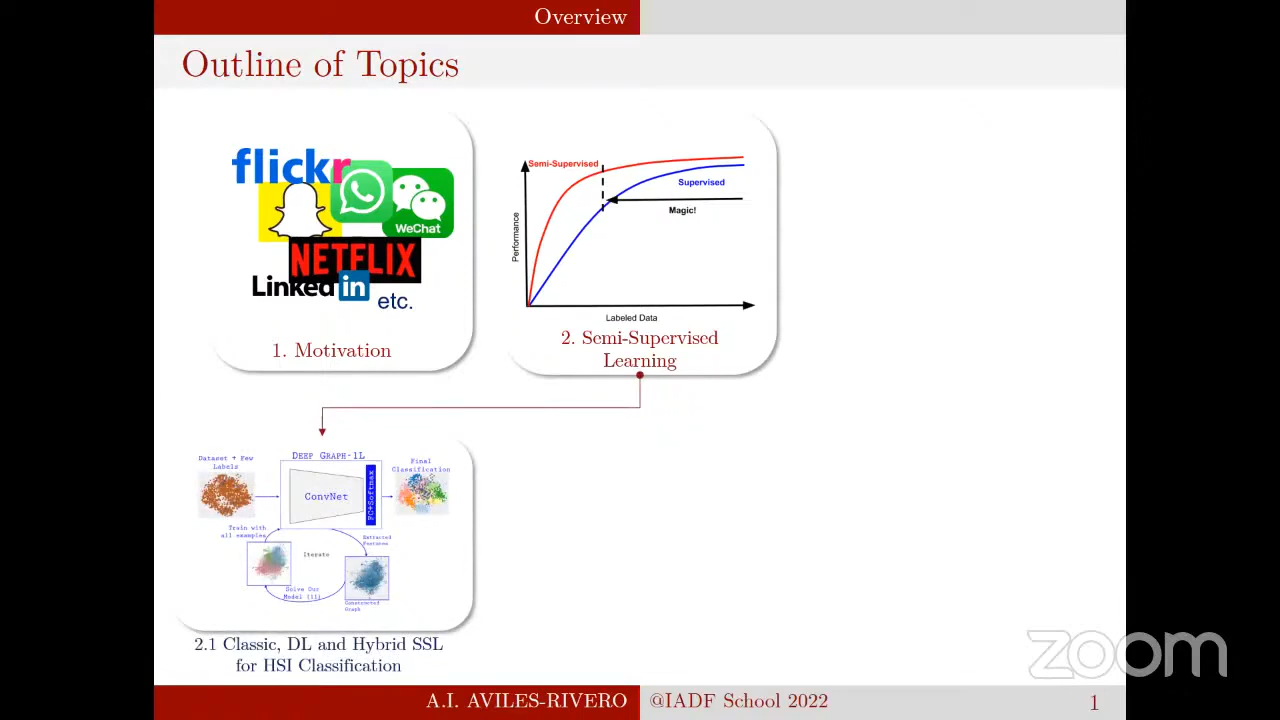 Overview
Outline of Topics
flickr
WeChat
NETFLIX
Linked in
etc.
1. Motivation
Semi-Supervised
Supervised
Magic!
Performance
Labeled Data
2. Semi-Supervised
Learning
Dataset + Few
Labels
DEEP GRAPH-1L
Final
Classification
ConvNet
FC+Softmax
Train with
all examples
Extracted
Features
Iterate
Solve Our
Model (11)
Constructed
Graph
2.1 Classic, DL and Hybrid SSL
for HSI Classification
zoom
A.I. AVILES-RIVERO
@IADF School 2022
1